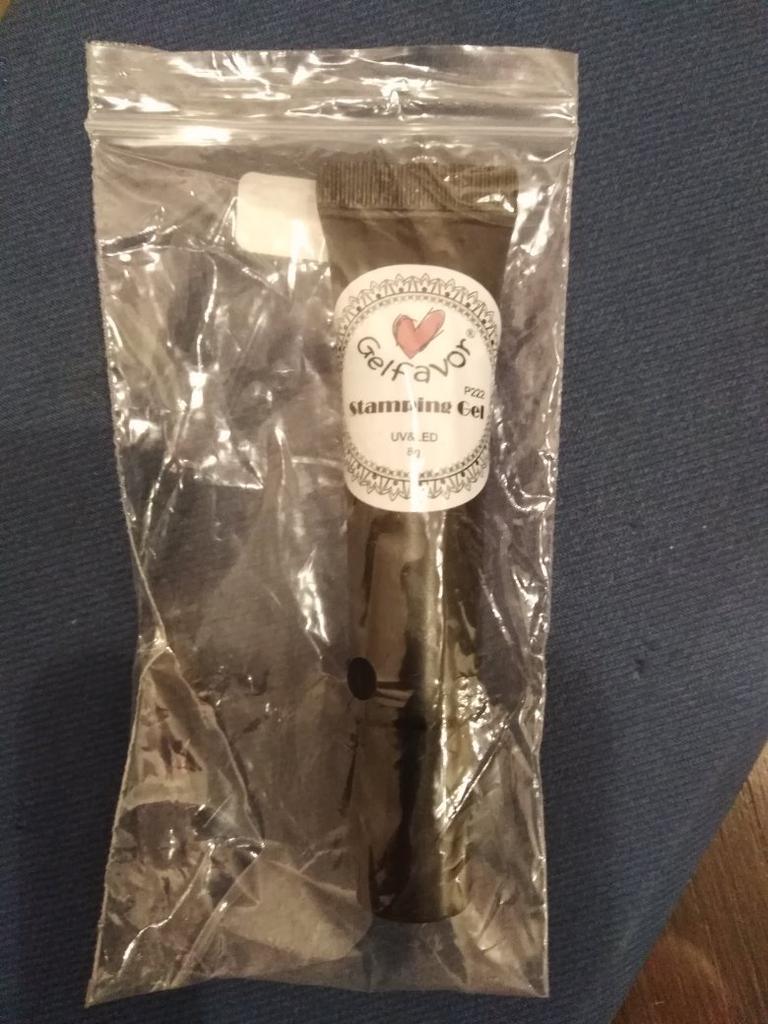 Gelfavor®
P222
Stamping Gel
UV&LED
8g